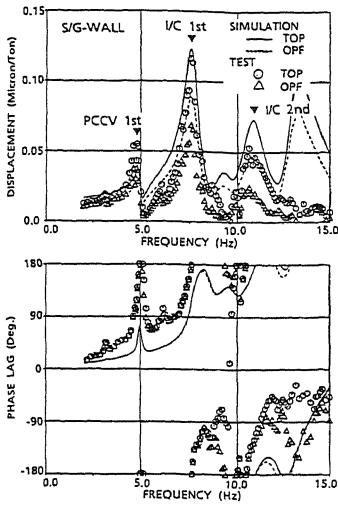 S/G-WALL
I/C 1st
SIMULATION
TOP
OPF
TEST
TOP
OPF
PCCV 1st
I/C 2nd
DISPLACEMENT (Micron/Ton)
0.15
0.10
0.05
0.0
0.0 5.0 10.0 15.0
FREQUENCY (Hz)
PHASE LAG (Deg.)
180
90
0
-90
-180
0.0 5.0 10.0 15.0
FREQUENCY (Hz)